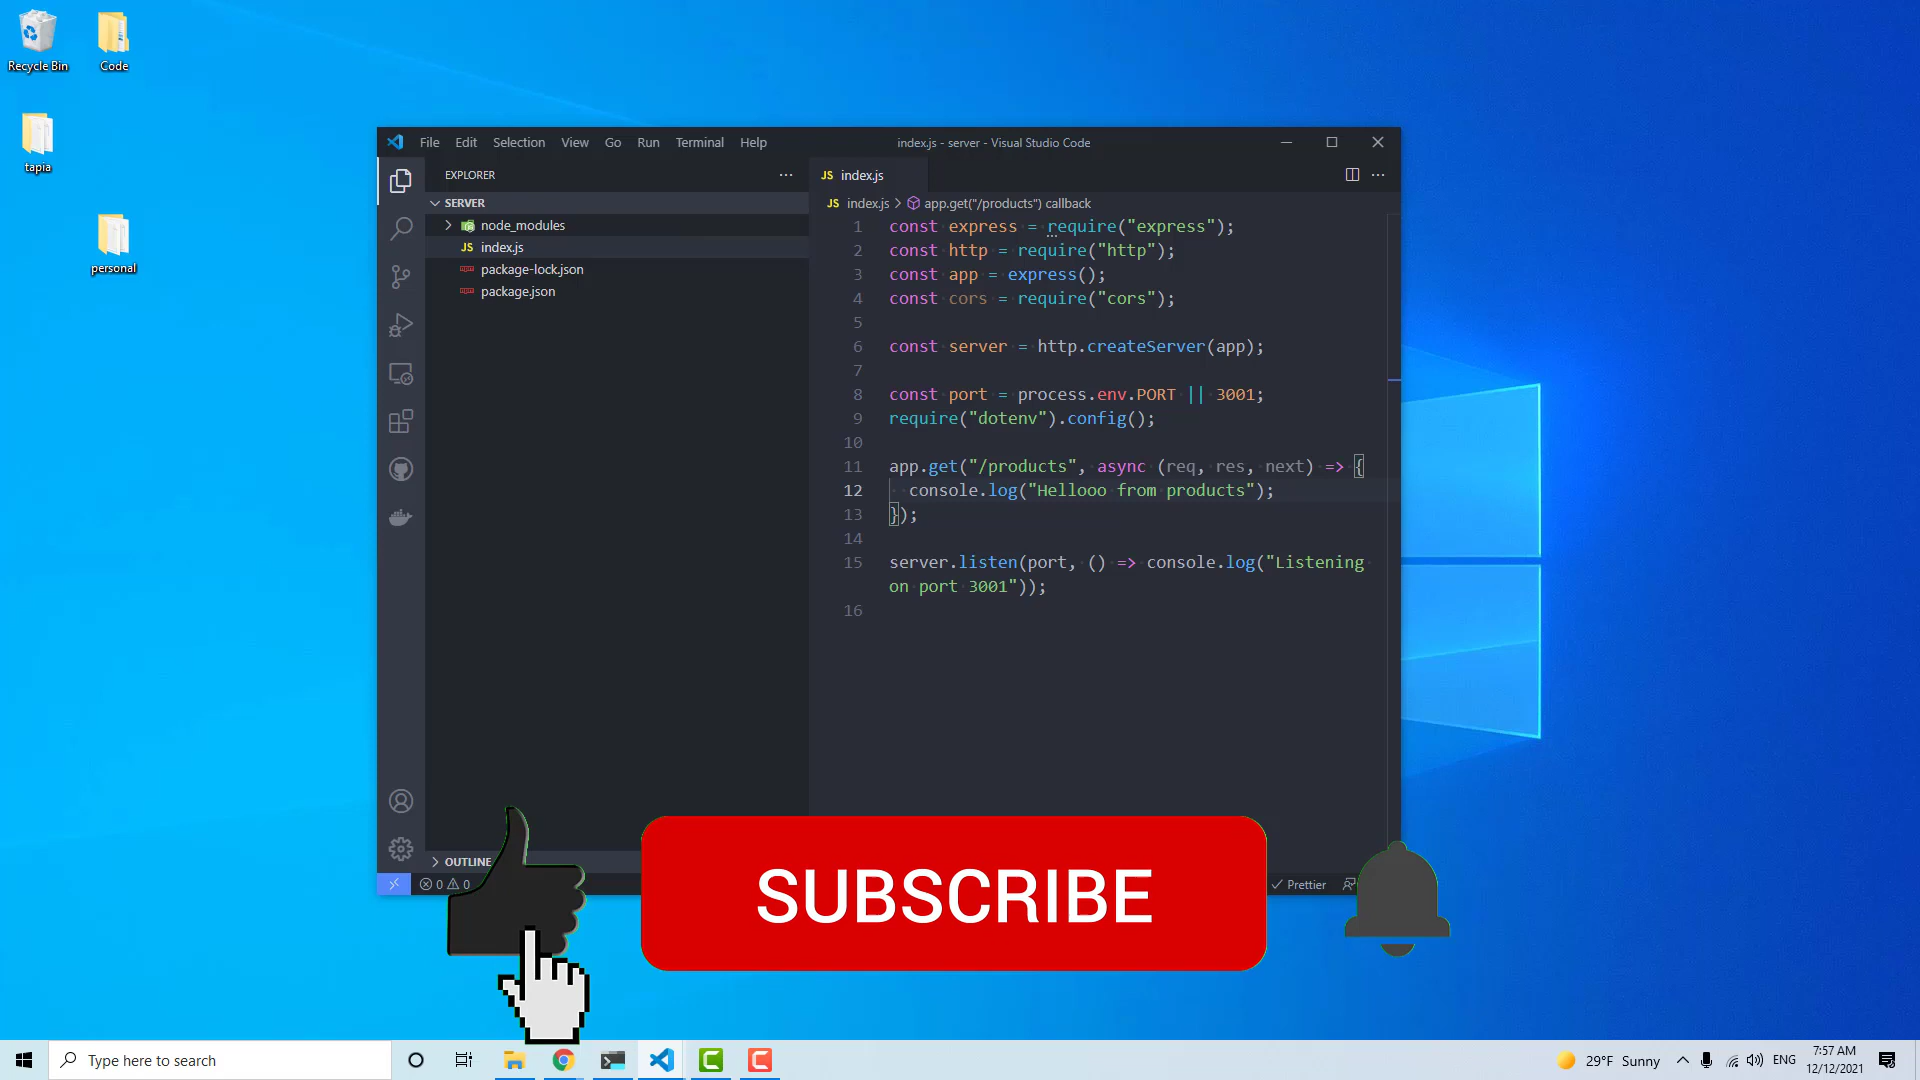 Recycle Bin
Code
tapia
personal
File Edit Selection View Go Run Terminal Help
index.js - server - Visual Studio Code
EXPLORER
SERVER
node_modules
JS index.js
package-lock.json
package.json
OUTLINE
0 0
JS index.js
JS index.js > app.get("/products") callback
1 const express = require("express");
2 const http = require("http");
3 const app = express();
4 const cors = require("cors");
5
6 const server = http.createServer(app);
7
8 const port = process.env.PORT || 3001;
9 require("dotenv").config();
10
11 app.get("/products", async (req, res, next) => {
12 console.log("Hellooo from products");
13 });
14
15 server.listen(port, () => console.log("Listening
on port 3001"));
16
Prettier
SUBSCRIBE
Type here to search
29°F Sunny
ENG
7:57 AM
12/12/2021